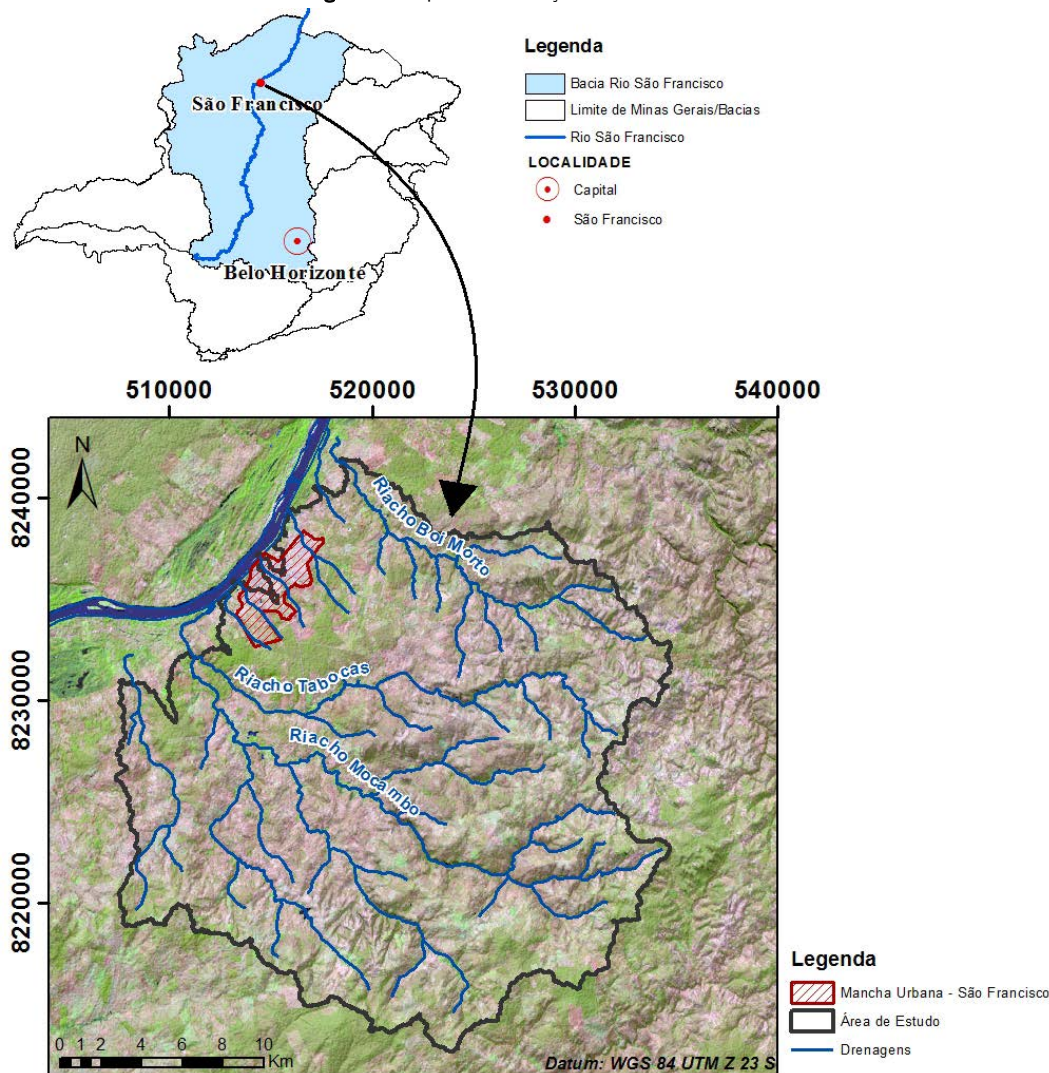 Legenda
Bacia Rio São Francisco
Limite de Minas Gerais/Bacias
Rio São Francisco
LOCALIDADE
Capital
São Francisco
São Francisco
Belo Horizonte
510000 520000 530000 540000
8240000
8230000
8220000
N
Riacho Boi Morto
Riacho Tabocas
Riacho Mocambo
0 1 2 4 6 8 10
Km
Datum: WGS 84 UTM Z 23 S
Legenda
Mancha Urbana - São Francisco
Área de Estudo
Drenagens